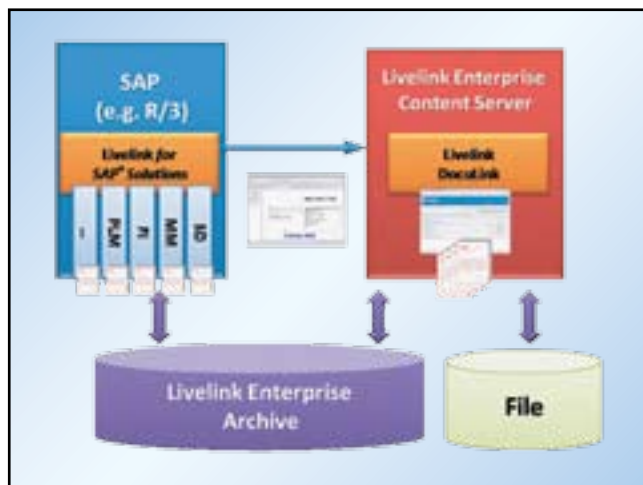 SAP
(e.g. R/3)
Livelink for
SAP® Solutions
...
PLM
FI
MM
SD
Livelink Enterprise
Content Server
Livelink
DocuLink
Livelink Enterprise
Archive
File